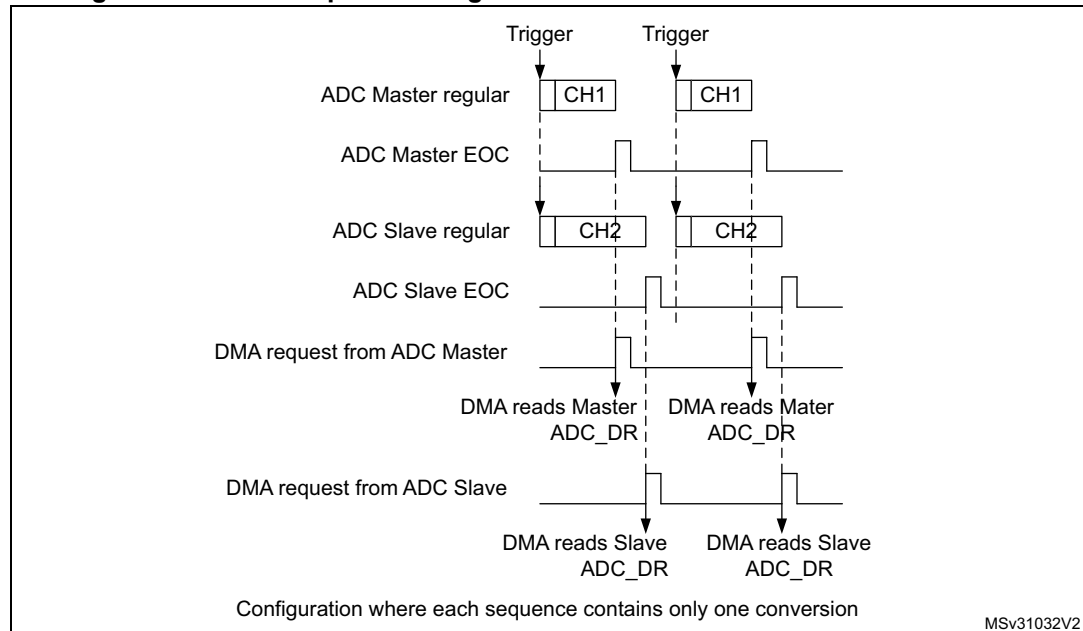 Trigger Trigger
ADC Master regular CH1 CH1
ADC Master EOC
ADC Slave regular CH2 CH2
ADC Slave EOC
DMA request from ADC Master
DMA reads Master DMA reads Mater
ADC_DR ADC_DR
DMA request from ADC Slave
DMA reads Slave DMA reads Slave
ADC_DR ADC_DR
Configuration where each sequence contains only one conversion
MSv31032V2